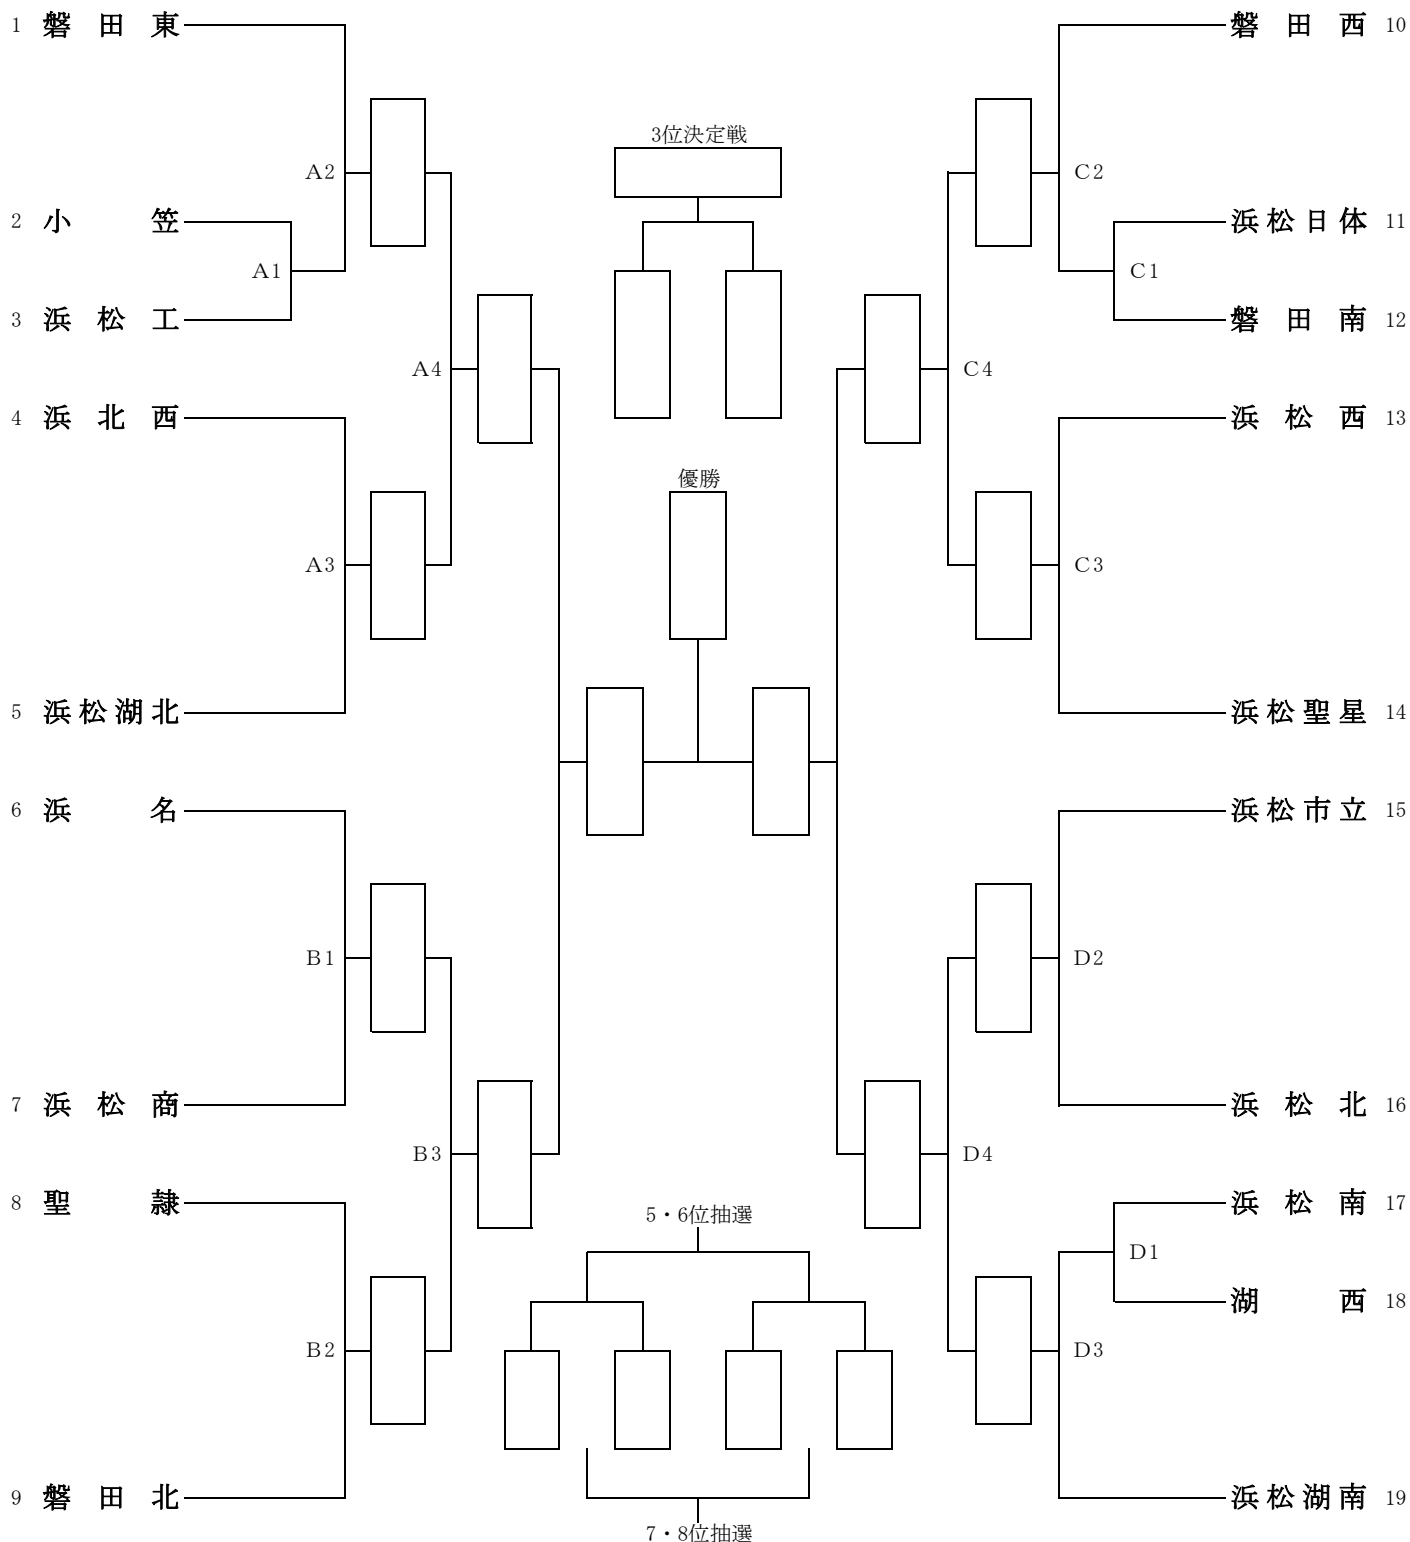 1 磐田東
A2
2 小笠
A1
3 浜松工
A4
4 浜北西
A3
5 浜松湖北
6 浜名
B1
7 浜松商
B3
8 聖隷
B2
9 磐田北
3位決定戦
優勝
5・6位抽選
7・8位抽選
磐田西 10
C2
浜松日体 11
C1
磐田南 12
C4
浜松西 13
C3
浜松聖星 14
浜松市立 15
D2
浜松北 16
D4
浜松南 17
D1
湖西 18
D3
浜松湖南 19